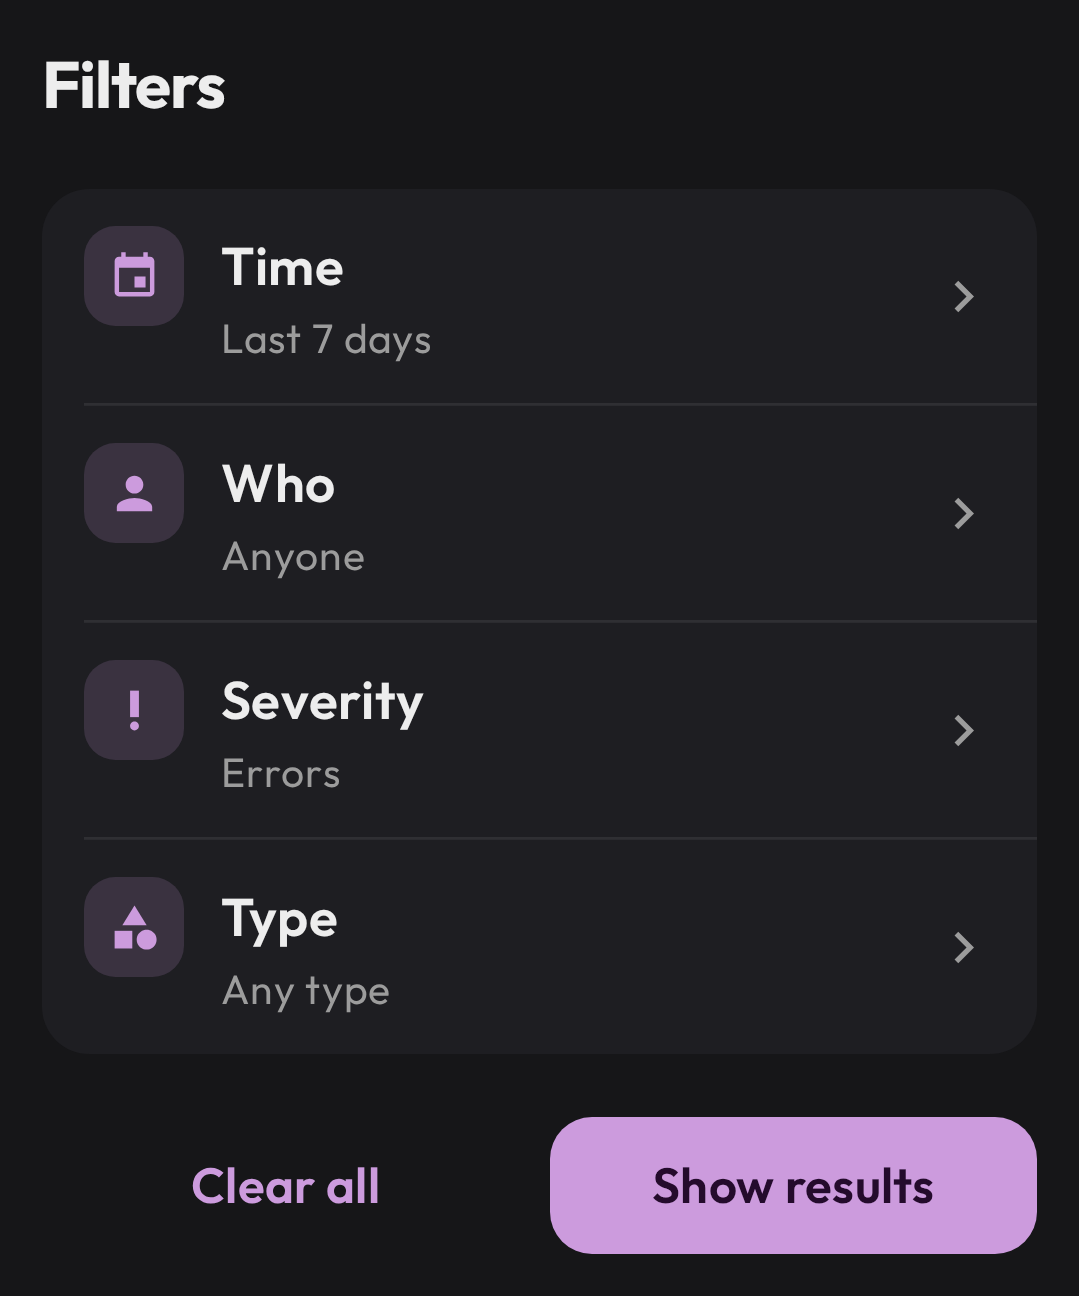 Filters
Time
Last 7 days
Who
Anyone
Severity
Errors
Type
Any type
Clear all
Show results